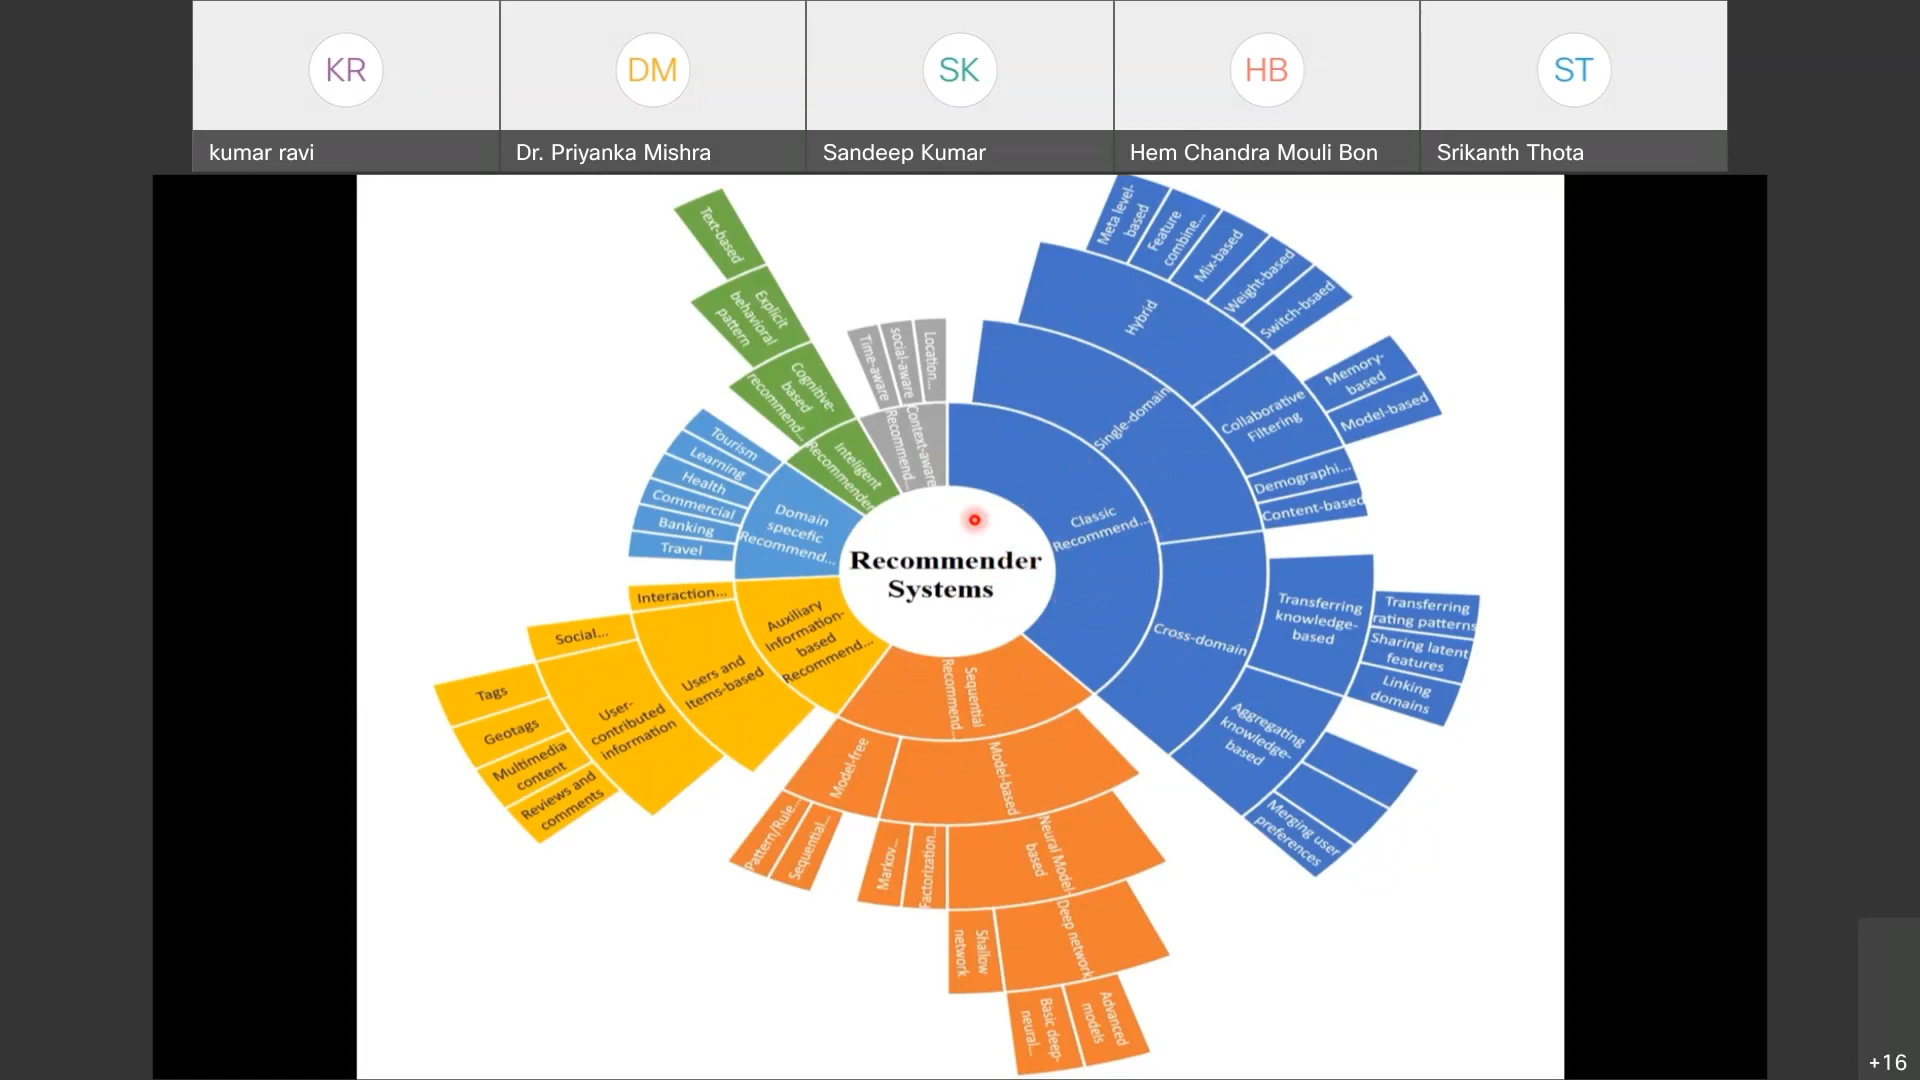 KR
DM
SK
HB
ST
kumar ravi
Dr. Priyanka Mishra
Sandeep Kumar
Hem Chandra Mouli Bon
Srikanth Thota
Recommender
Systems
Classic
Recommend...
Single-domain
Hybrid
Meta level-
based
Feature
combine...
Mix-based
Weight-based
Switch-bsaed
Collaborative
Filtering
Memory-
based
Model-based
Demographi...
Content-based
Cross-domain
Transferring
knowledge-
based
Transferring
rating patterns
Sharing latent
features
Linking
domains
Aggregating
knowledge-
based
Merging user
preferences
Sequential
Recommend...
Model-based
Neural Model-
based
Deep network
Advanced
models
Basic deep-
neural...
Shallow
network
Factorization...
Markov...
Model-free
Sequential...
Pattern/Rule...
Auxiliary
Information-
based
Recommend...
Users and
Items-based
User-
contributed
information
Reviews and
comments
Multimedia
content
Geotags
Tags
Social...
Interaction...
Domain
specefic
Recommend...
Travel
Banking
Commercial
Health
Learning
Tourism
Inteligent
Recommender
Cognitive-
based
recommend...
Explicit
behavioral
pattern
Text-based
Context-aware
Recommend...
Time-aware
social-aware
Location...
+16